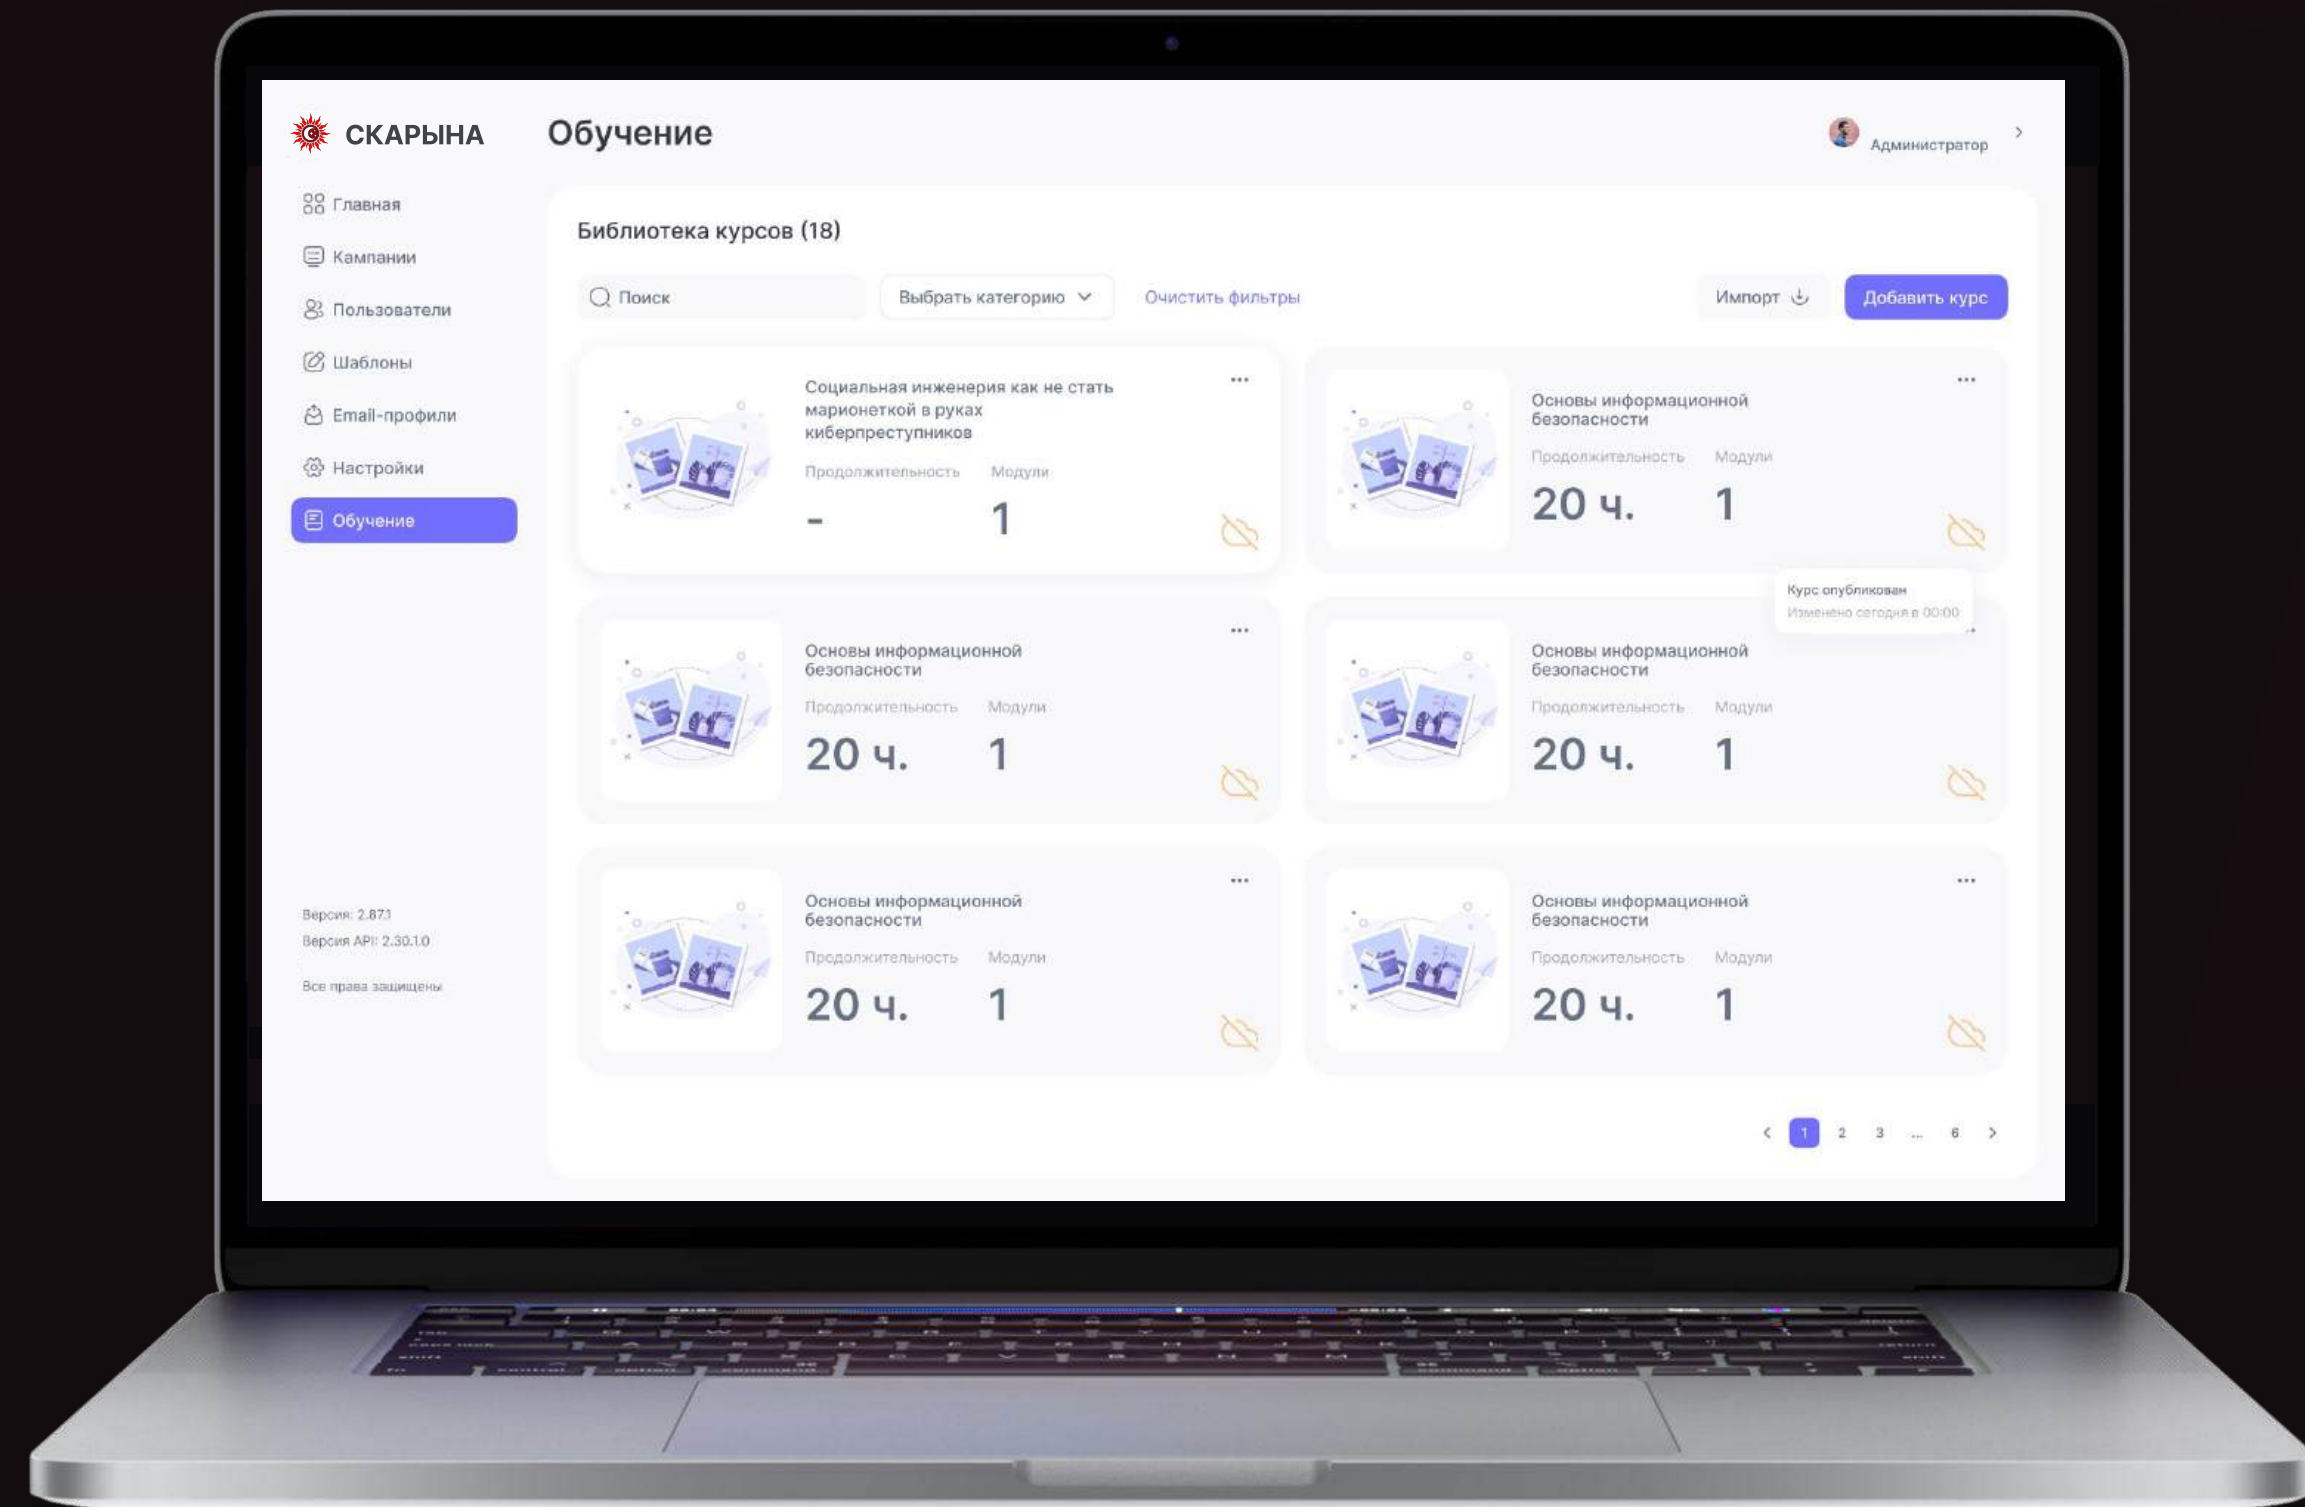 СКАРЫНА
Обучение
Администратор
Главная
Кампании
Пользователи
Шаблоны
Email-профили
Настройки
Обучение
Версия: 2.87.1
Версия API: 2.30.1.0
Все права защищены
Библиотека курсов (18)
Поиск
Выбрать категорию
Очистить фильтры
Импорт
Добавить курс
Социальная инженерия как не стать
марионеткой в руках
киберпреступников
Продолжительность Модули
- 1
Основы информационной
безопасности
Продолжительность Модули
20 ч. 1
Курс опубликован
Изменено сегодня в 00:00
Основы информационной
безопасности
Продолжительность Модули
20 ч. 1
Основы информационной
безопасности
Продолжительность Модули
20 ч. 1
Основы информационной
безопасности
Продолжительность Модули
20 ч. 1
Основы информационной
безопасности
Продолжительность Модули
20 ч. 1
1 2 3 ... 6